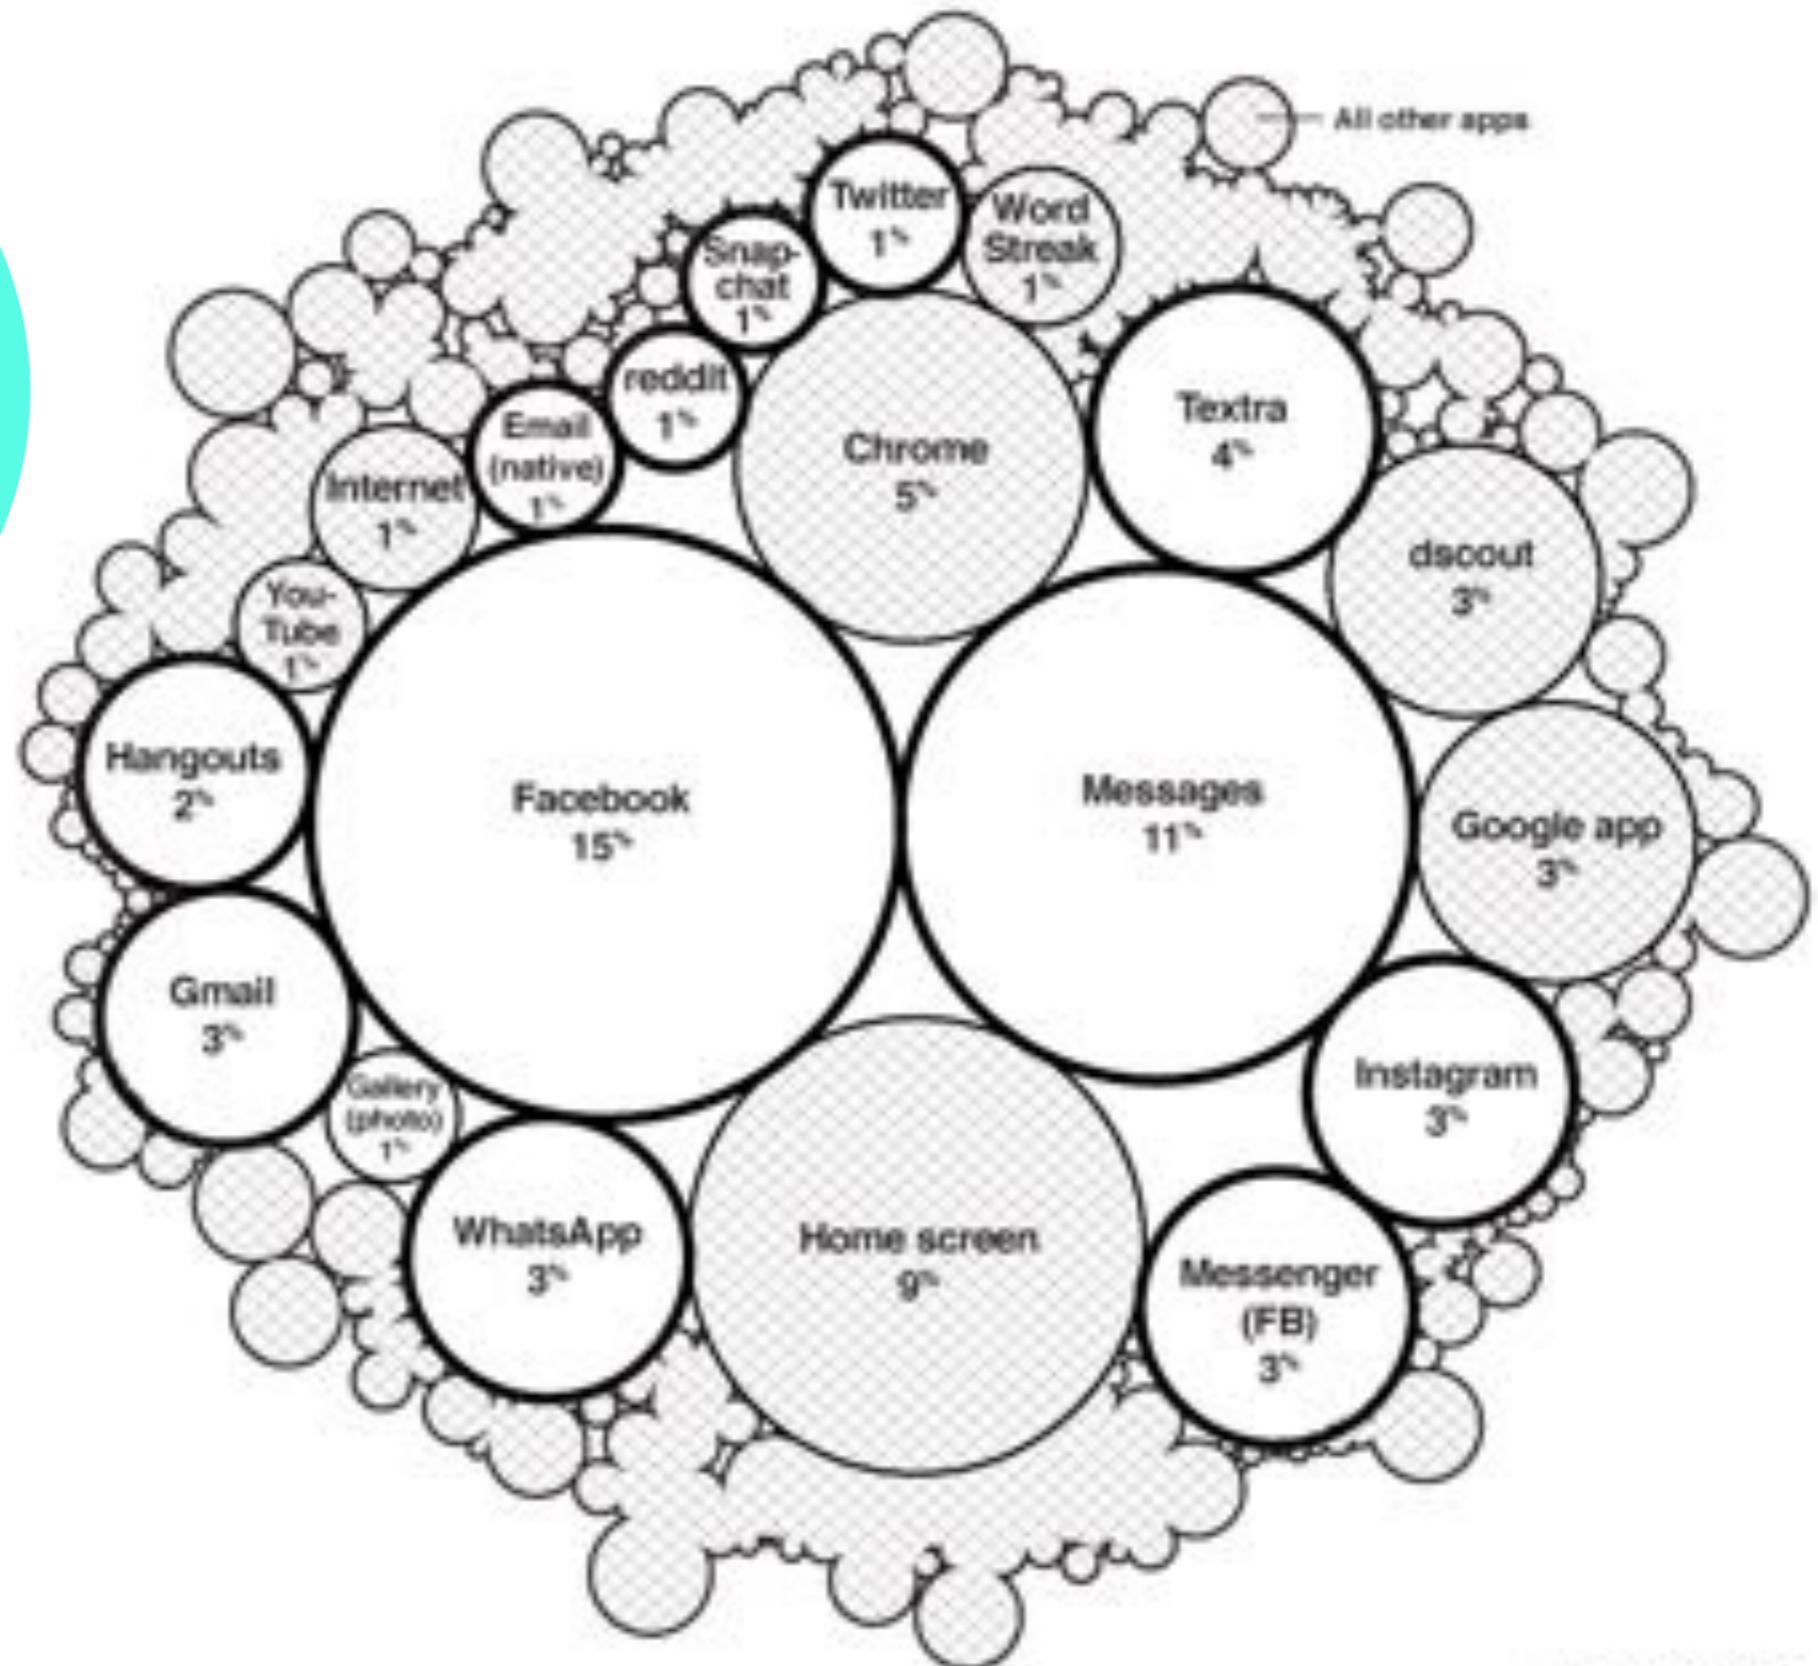 All other apps
Twitter
1%
Word
Streak
1%
Snap-
chat
1%
reddit
1%
Email
(native)
1%
Internet
1%
You-
Tube
1%
Chrome
5%
Textra
4%
dscout
3%
Hangouts
2%
Facebook
15%
Messages
11%
Google app
3%
Gmail
3%
Gallery
(photo)
1%
Instagram
3%
WhatsApp
3%
Home screen
9%
Messenger
(FB)
3%